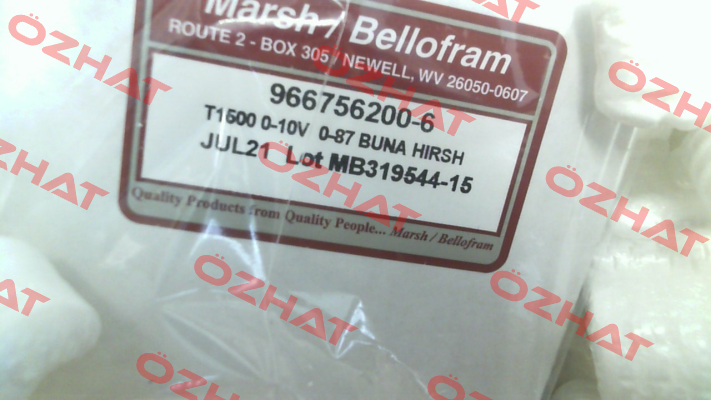 Marsh / Bellofram
ROUTE 2 - BOX 305 / NEWELL, WV 26050-0607
966756200-6
T1500 0-10V 0-87 BUNA HIRSH
JUL21 Lot MB319544-15
Quality Products from Quality People... Marsh / Bellofram
ÖZHAT
ÖZHAT
ÖZHAT
ÖZHAT
ÖZHAT
ÖZHAT
ÖZHAT
ÖZHAT
ÖZHAT
ÖZHAT
ÖZHAT
ÖZHAT
ÖZHAT